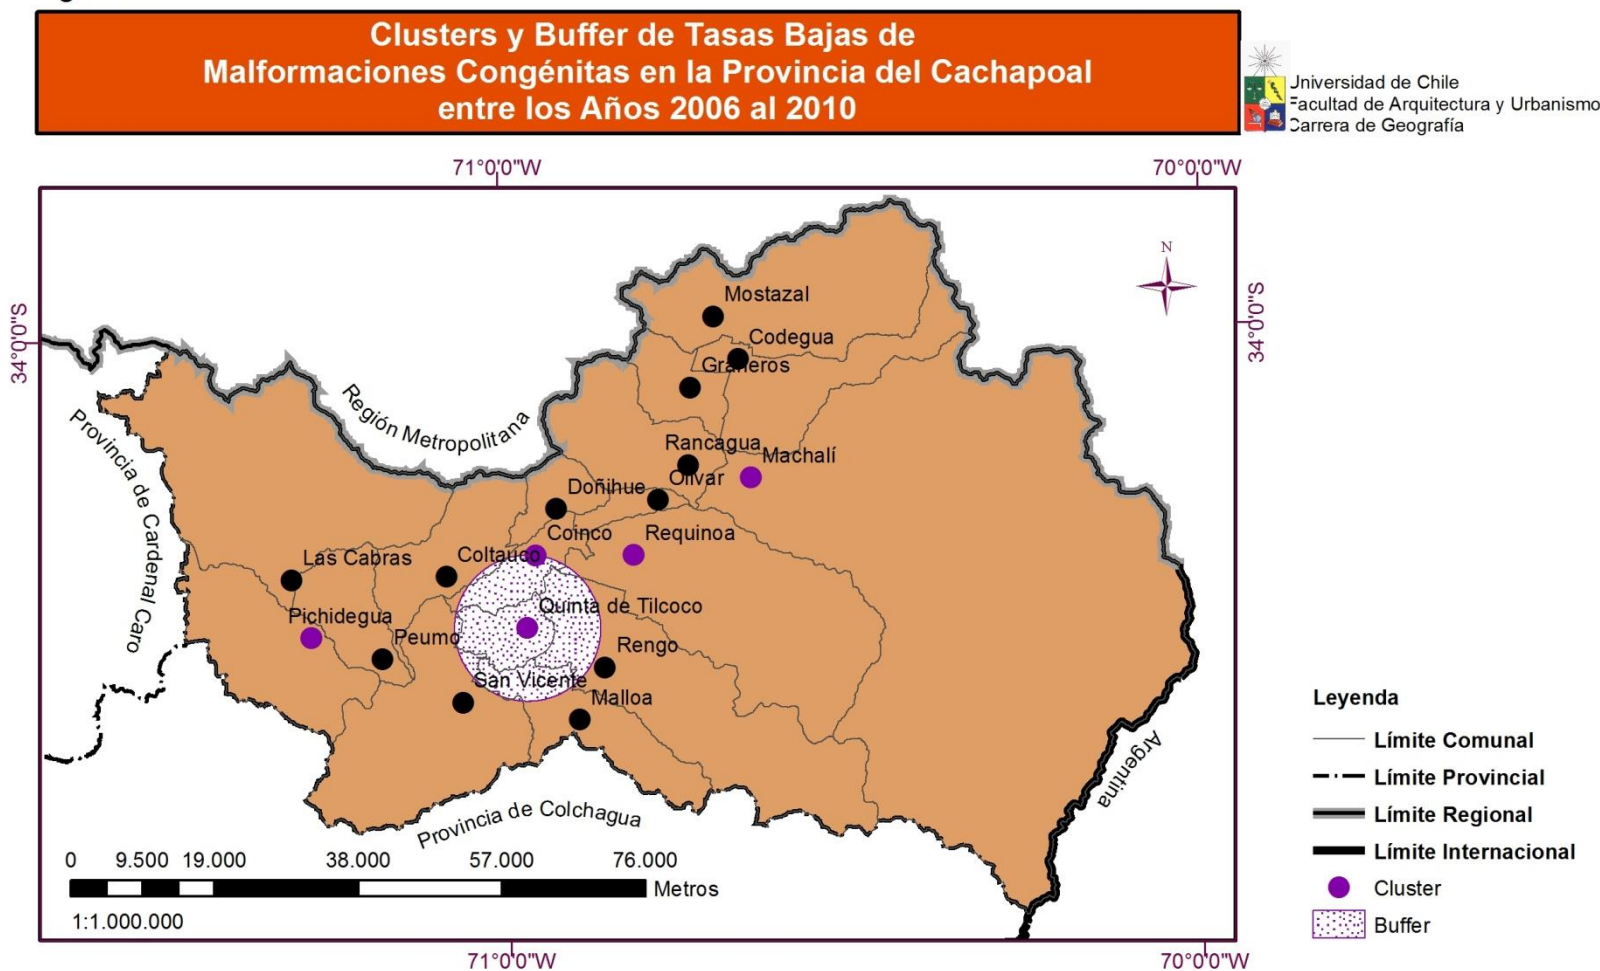 Clusters y Buffer de Tasas Bajas de
Malformaciones Congénitas en la Provincia del Cachapoal
entre los Años 2006 al 2010
Universidad de Chile
Facultad de Arquitectura y Urbanismo
Carrera de Geografía
71°0'0"W
70°0'0"W
34°0'0"S
34°0'0"S
N
Mostazal
Codegua
Graneros
Región Metropolitana
Provincia de Cardenal Caro
Rancagua
Machalí
Olivar
Doñihue
Coinco
Requinoa
Las Cabras
Coltauco
Pichidegua
Quinta de Tilcoco
Peumo
Rengo
San Vicente
Malloa
Argentina
Provincia de Colchagua
0 9.500 19.000 38.000 57.000 76.000
Metros
1:1.000.000
71°0'0"W
70°0'0"W
Leyenda
Límite Comunal
Límite Provincial
Límite Regional
Límite Internacional
Cluster
Buffer